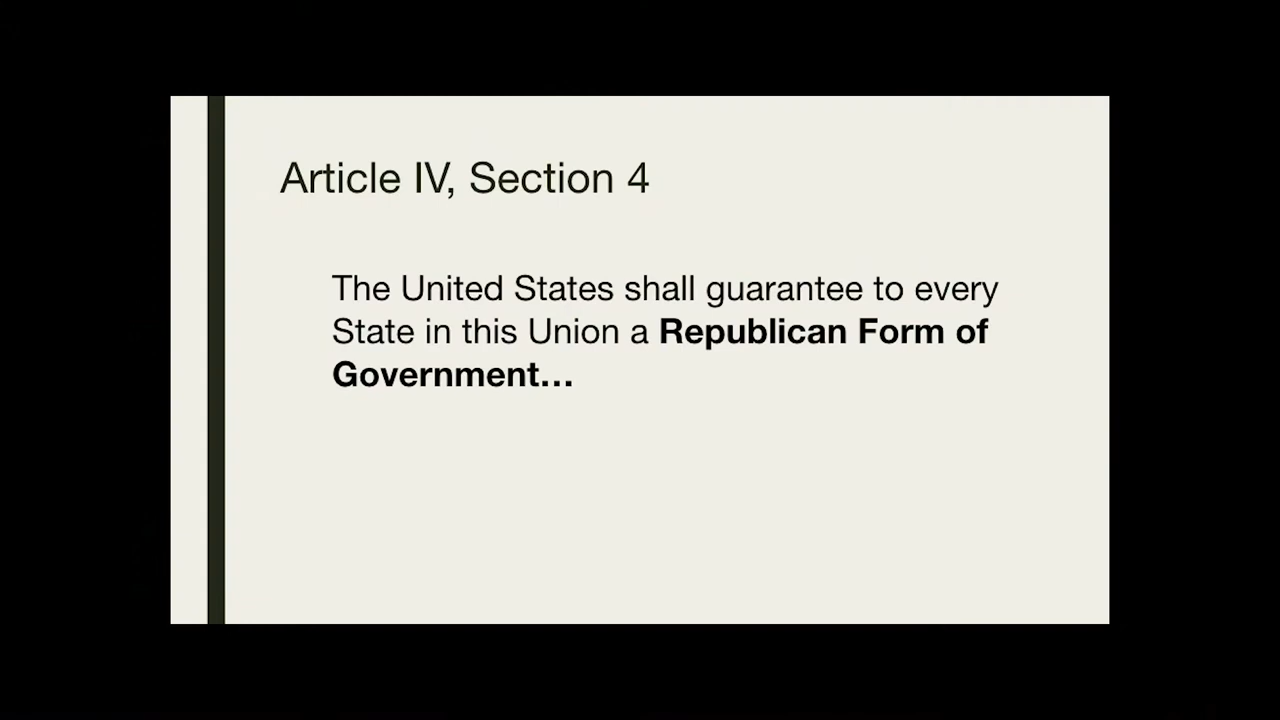 Article IV, Section 4
The United States shall guarantee to every
State in this Union a Republican Form of
Government...